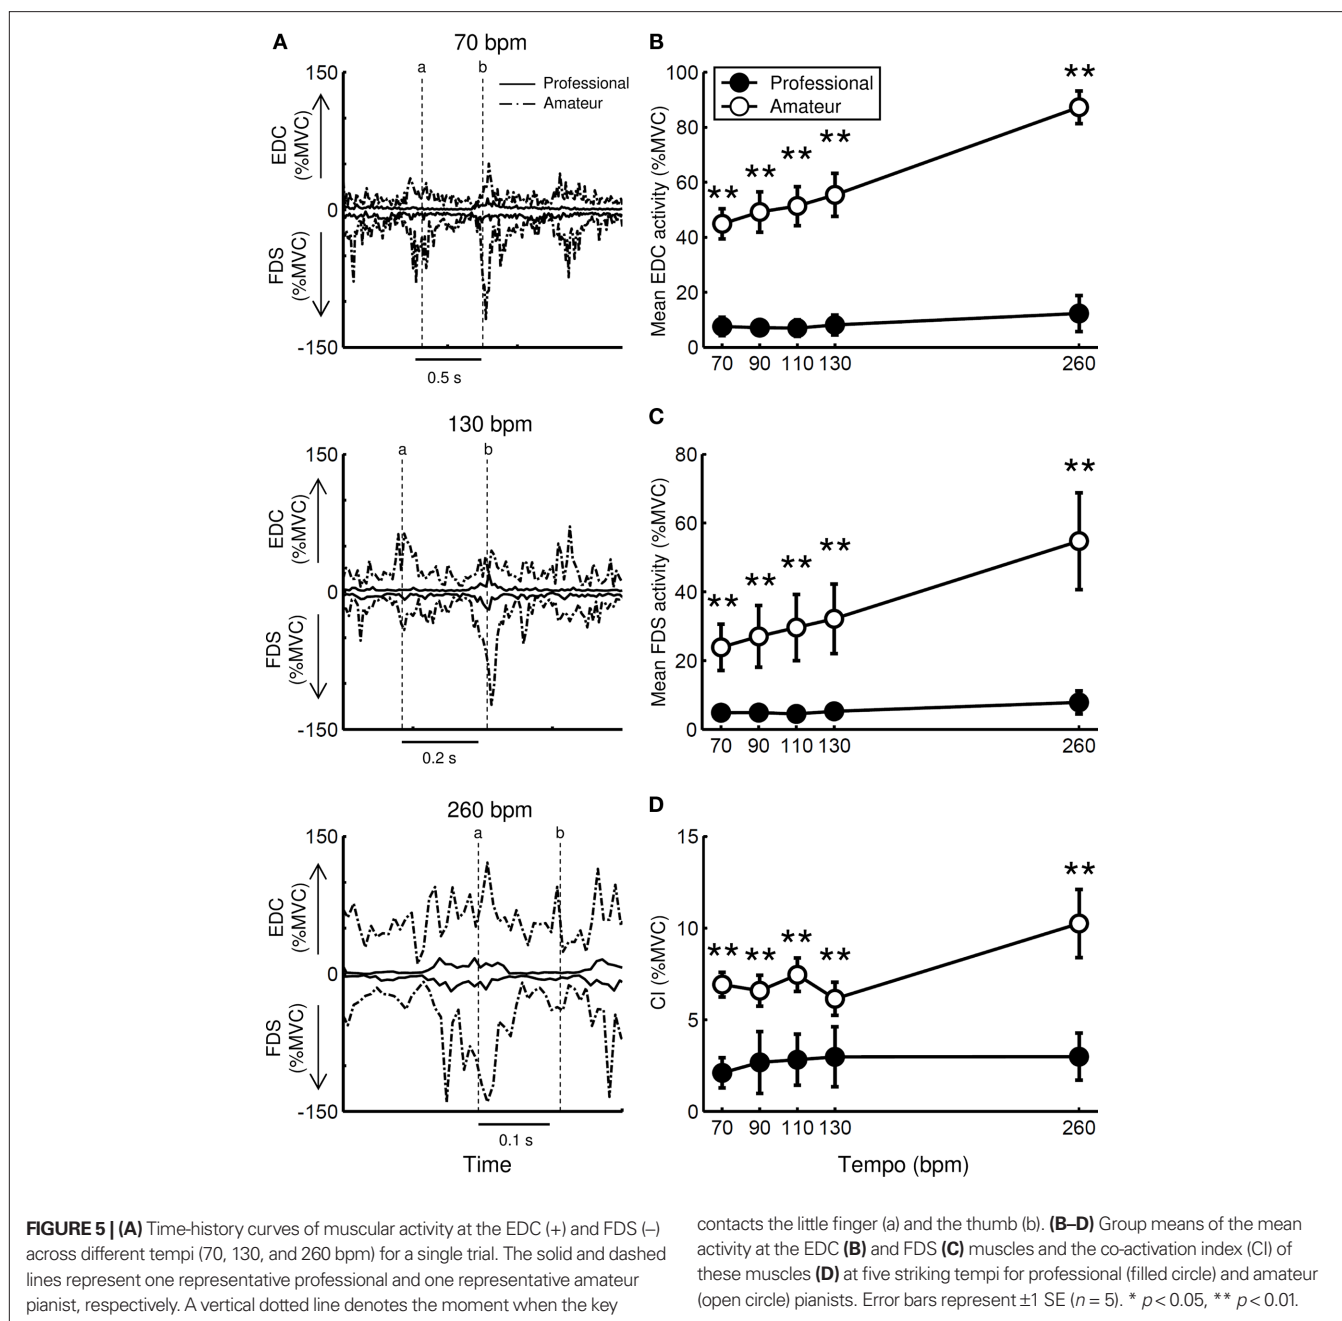 A
70 bpm
a
b
Professional
Amateur
150
0
-150
EDC
(%MVC)
FDS
(%MVC)
0.5 s
130 bpm
a
b
150
0
-150
EDC
(%MVC)
FDS
(%MVC)
0.2 s
260 bpm
a
b
150
0
-150
EDC
(%MVC)
FDS
(%MVC)
0.1 s
Time
B
Professional
Amateur
Mean EDC activity (%MVC)
100
80
60
40
20
0
** ** ** ** **
70 90 110 130 260
C
Mean FDS activity (%MVC)
80
60
40
20
0
** ** ** ** **
70 90 110 130 260
D
CI (%MVC)
15
10
5
0
** ** ** ** **
70 90 110 130 260
Tempo (bpm)
FIGURE 5 | (A) Time-history curves of muscular activity at the EDC (+) and FDS (–)
across different tempi (70, 130, and 260 bpm) for a single trial. The solid and dashed
lines represent one representative professional and one representative amateur
pianist, respectively. A vertical dotted line denotes the moment when the key
contacts the little finger (a) and the thumb (b). (B–D) Group means of the mean
activity at the EDC (B) and FDS (C) muscles and the co-activation index (CI) of
these muscles (D) at five striking tempi for professional (filled circle) and amateur
(open circle) pianists. Error bars represent ±1 SE (n = 5). * p < 0.05, ** p < 0.01.